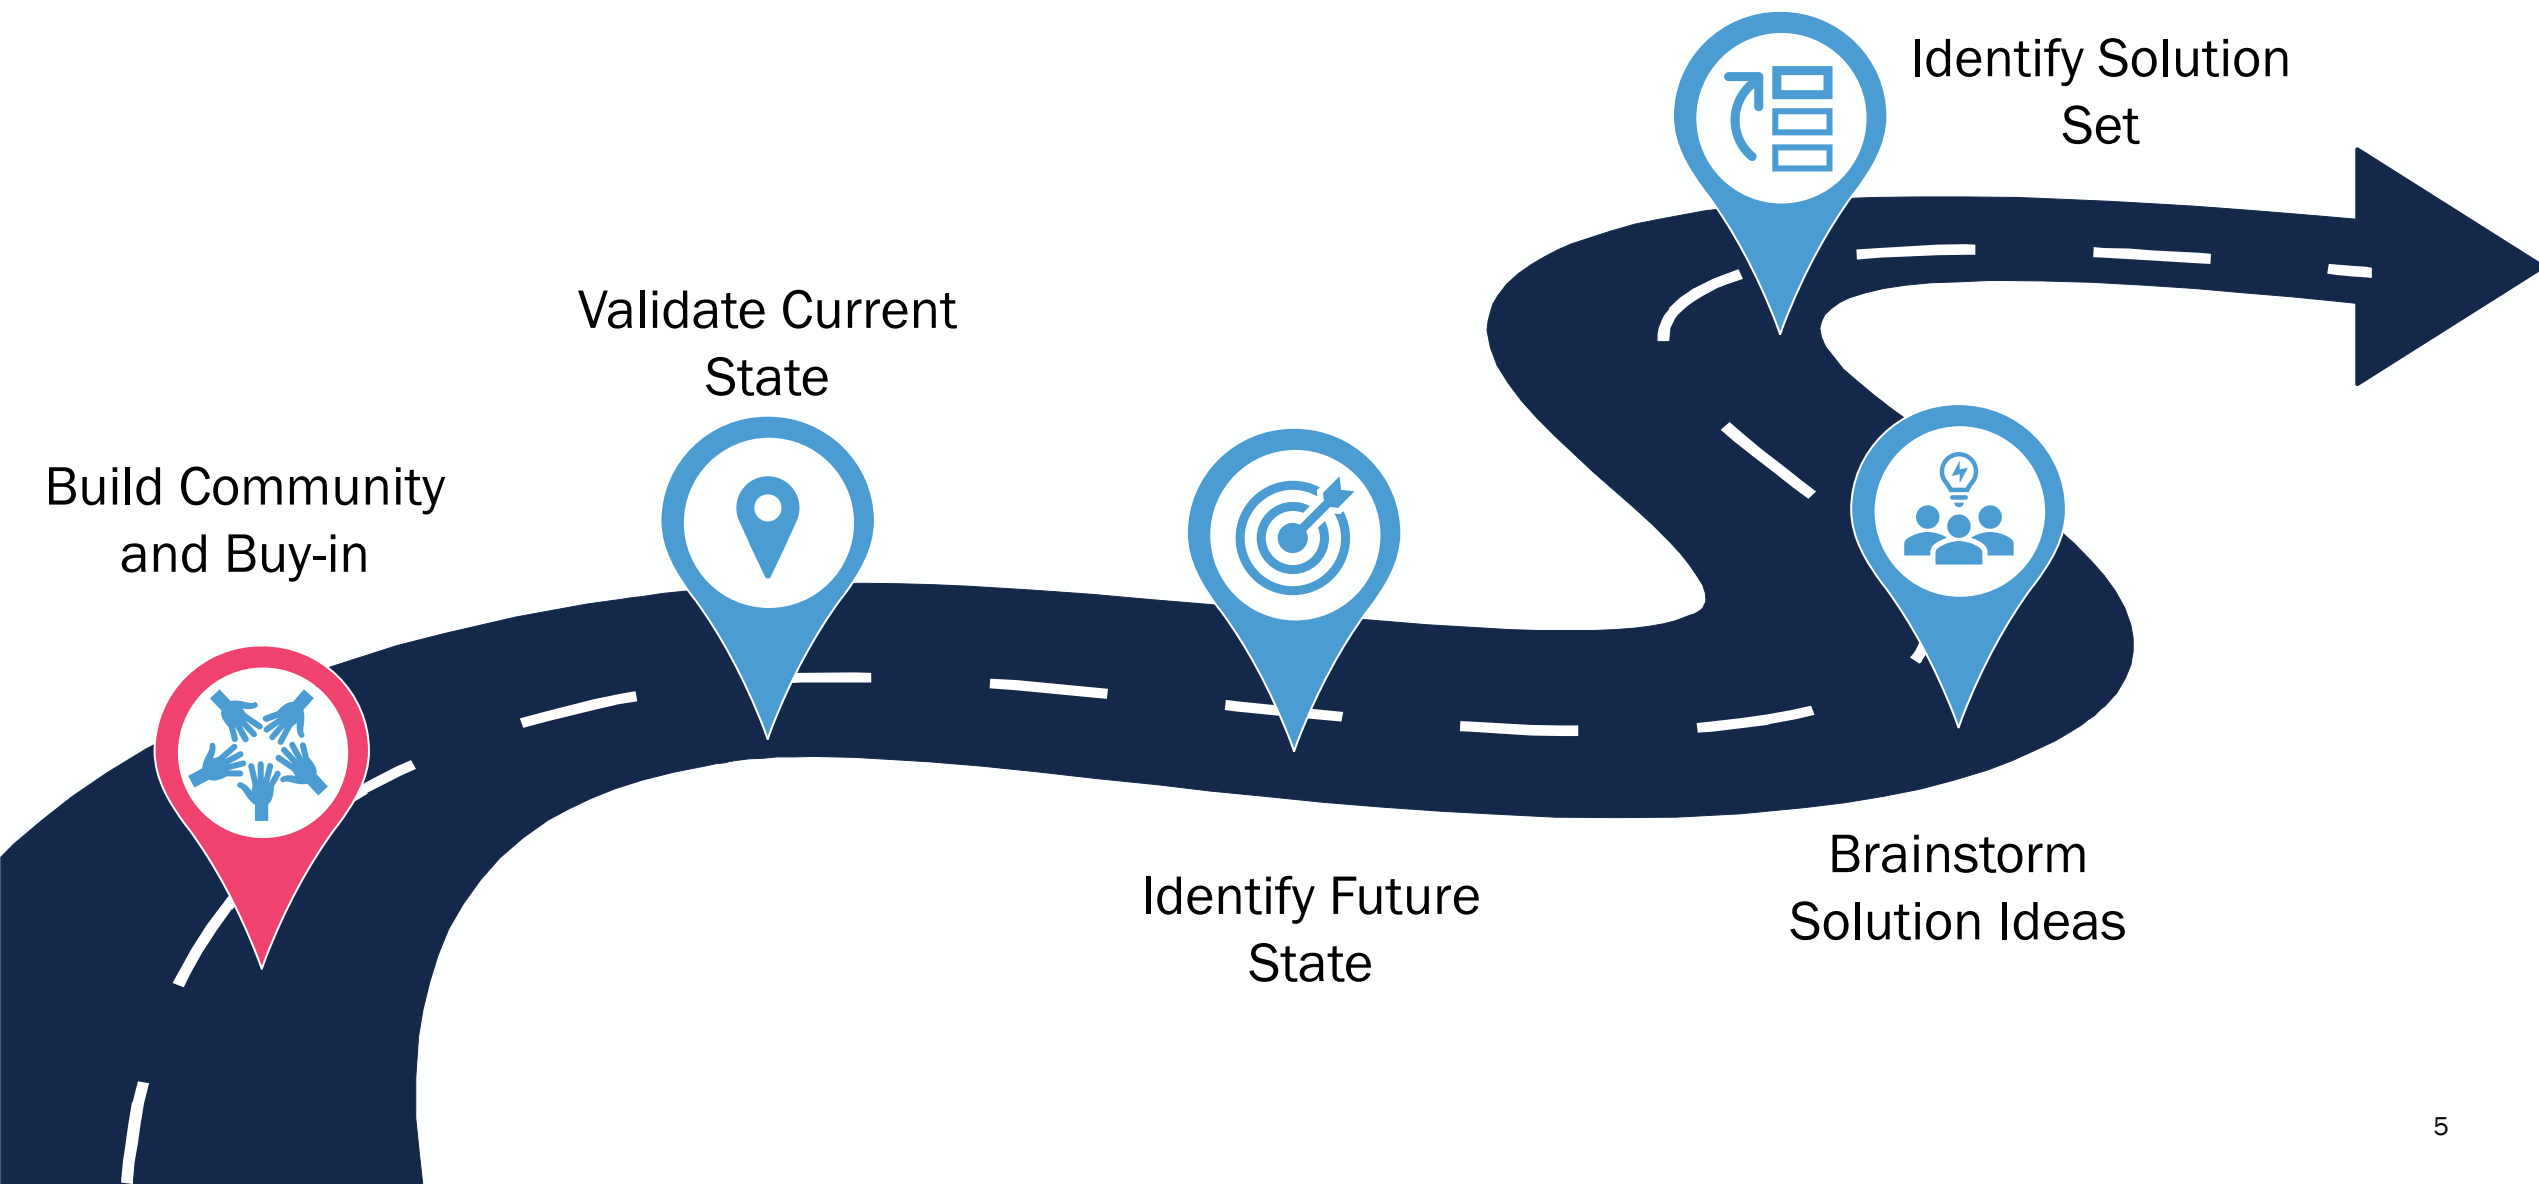 Identify Solution
Set
Validate Current
State
Build Community
and Buy-in
Identify Future
State
Brainstorm
Solution Ideas
5